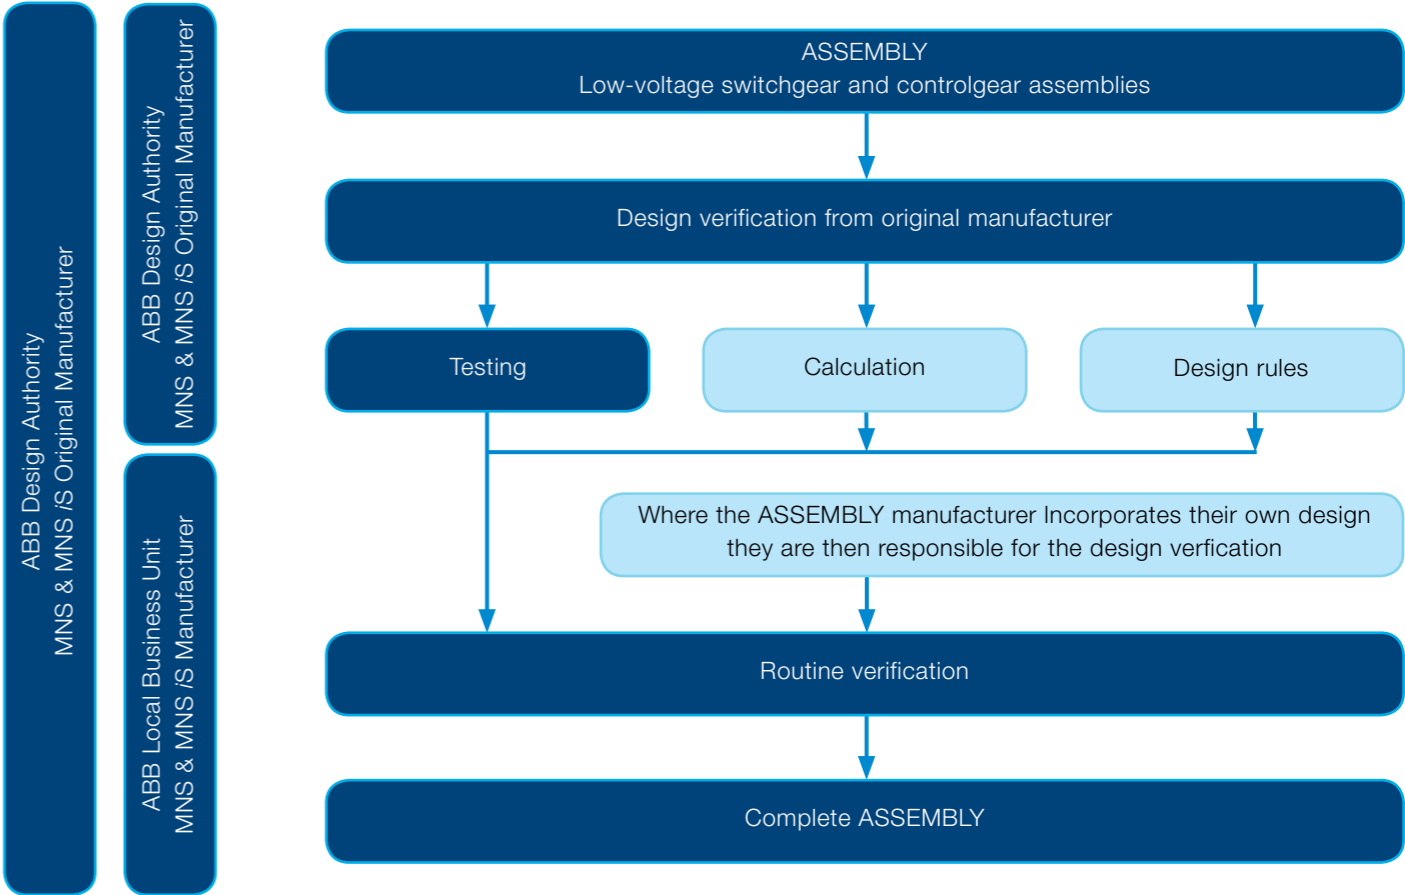 ABB Design Authority
MNS & MNS iS Original Manufacturer
ABB Design Authority
MNS & MNS iS Original Manufacturer
ABB Local Business Unit
MNS & MNS iS Manufacturer
ASSEMBLY
Low-voltage switchgear and controlgear assemblies
Design verification from original manufacturer
Testing
Calculation
Design rules
Where the ASSEMBLY manufacturer Incorporates their own design
they are then responsible for the design verfication
Routine verification
Complete ASSEMBLY